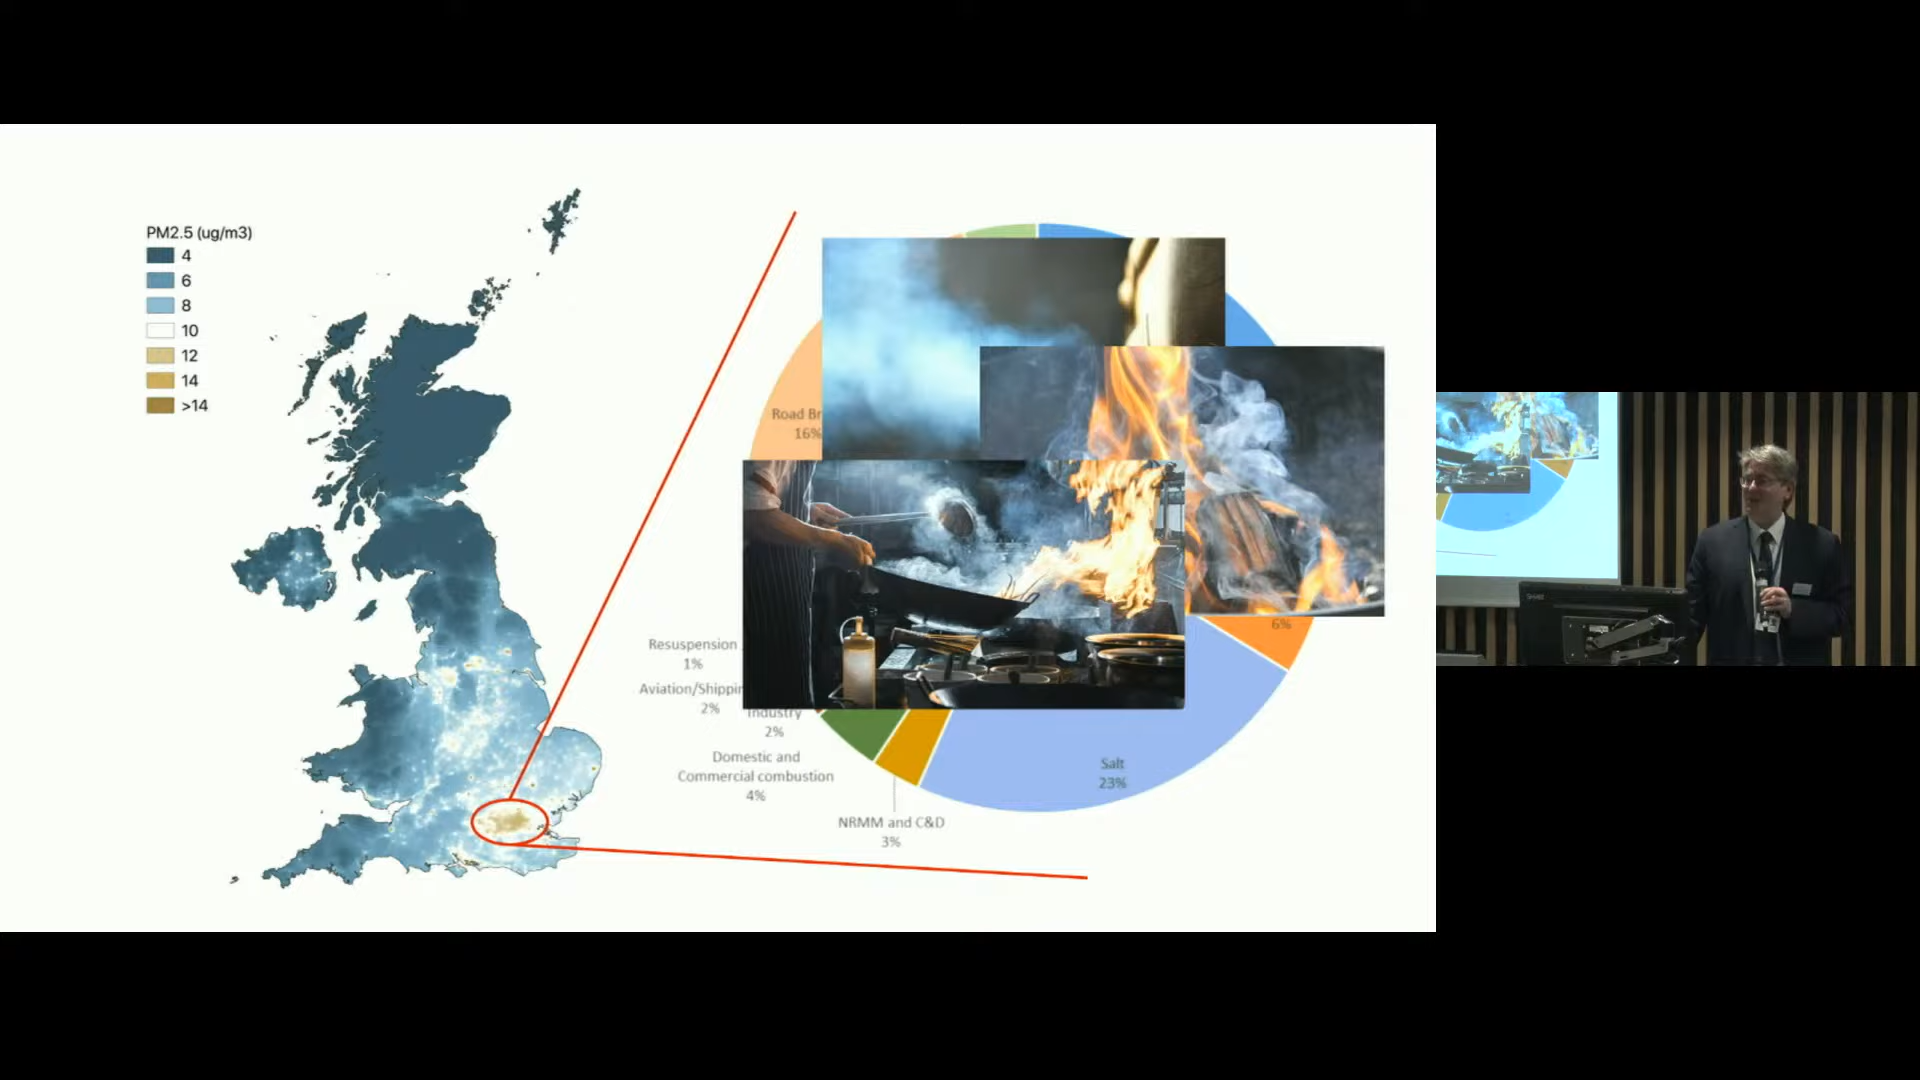 PM2.5 (ug/m3)
4
6
8
10
12
14
>14
Road Br
16%
6%
Resuspension
1%
Aviation/Shippin
2%
Industry
2%
Domestic and
Commercial combustion
4%
NRMM and C&D
3%
Salt
23%